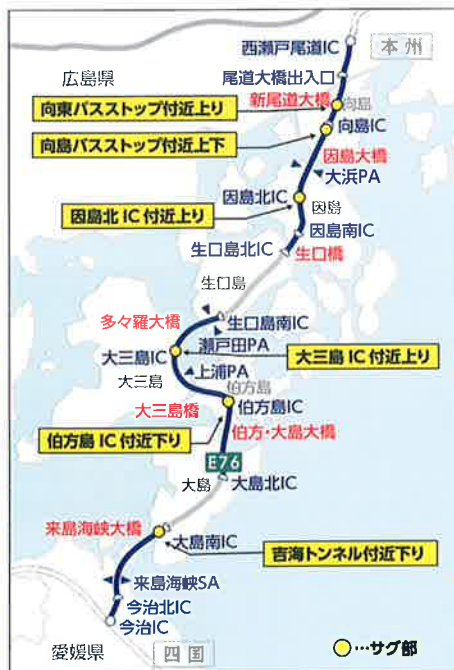 西瀬戸尾道IC
本州
広島県
尾道大橋出入口
新尾道大橋
向島
向東バスストップ付近上り
向島IC
向島バスストップ付近上下
因島大橋
大浜PA
因島北IC
因島
因島北IC付近上り
因島南IC
生口島北IC
生口橋
生口島
多々羅大橋
生口島南IC
瀬戸田PA
大三島IC
大三島IC付近上り
上浦PA
大三島
伯方島
大三島橋
伯方島IC
伯方島IC付近下り
伯方・大島大橋
E76
大島
大島北IC
来島海峡大橋
大島南IC
吉海トンネル付近下り
来島海峡SA
今治北IC
今治IC
愛媛県
四国
…サグ部